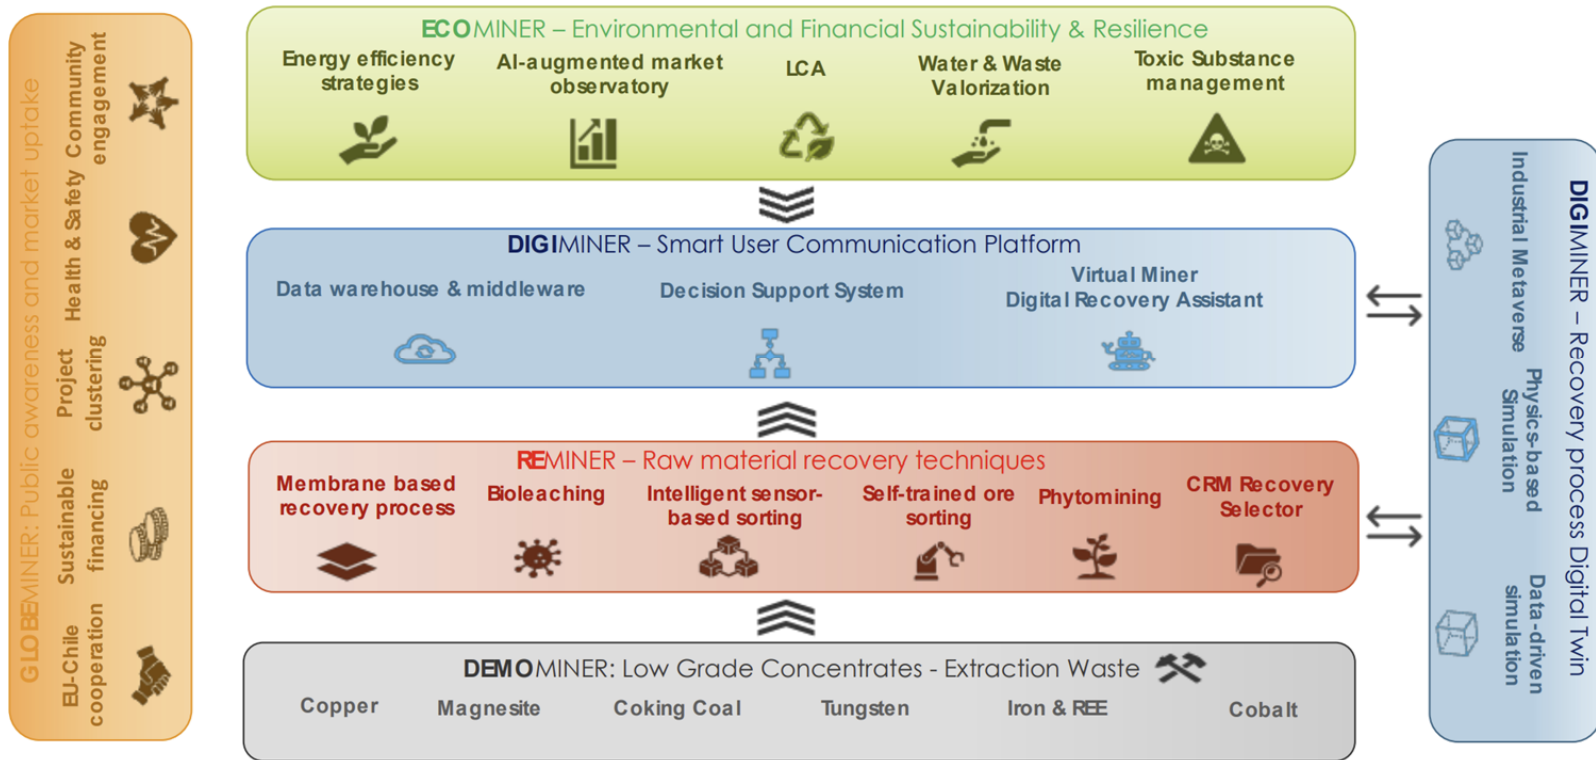 GLOBEMINER: Public awareness and market uptake
Community
engagement
Health & Safety
Project
clustering
Sustainable
financing
EU-Chile
cooperation
ECOMINER – Environmental and Financial Sustainability & Resilience
Energy efficiency
strategies
AI-augmented market
observatory
LCA
Water & Waste
Valorization
Toxic Substance
management
DIGIMINER – Smart User Communication Platform
Data warehouse & middleware
Decision Support System
Virtual Miner
Digital Recovery Assistant
REMINER – Raw material recovery techniques
Membrane based
recovery process
Bioleaching
Intelligent sensor-
based sorting
Self-trained ore
sorting
Phytomining
CRM Recovery
Selector
DEMOMINER: Low Grade Concentrates - Extraction Waste
Copper
Magnesite
Coking Coal
Tungsten
Iron & REE
Cobalt
DIGIMINER – Recovery process Digital Twin
Industrial Metaverse
Physics-based
Simulation
Data-driven
simulation